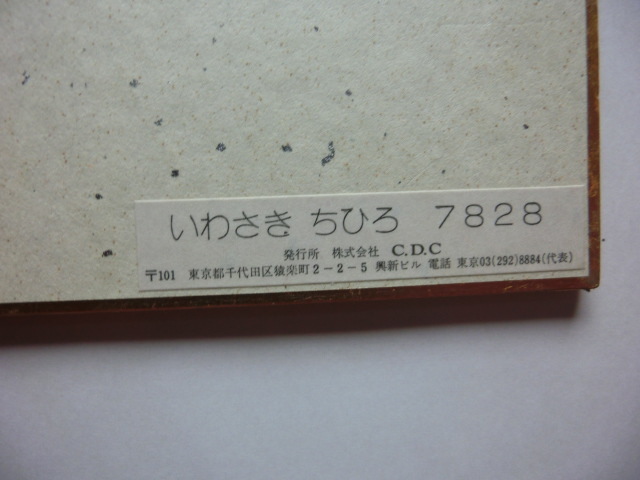 いわさき ちひろ 7828
発行所 株式会社 C.D.C
〒101 東京都千代田区猿楽町2-2-5 興新ビル 電話 東京03(292)8884(代表)